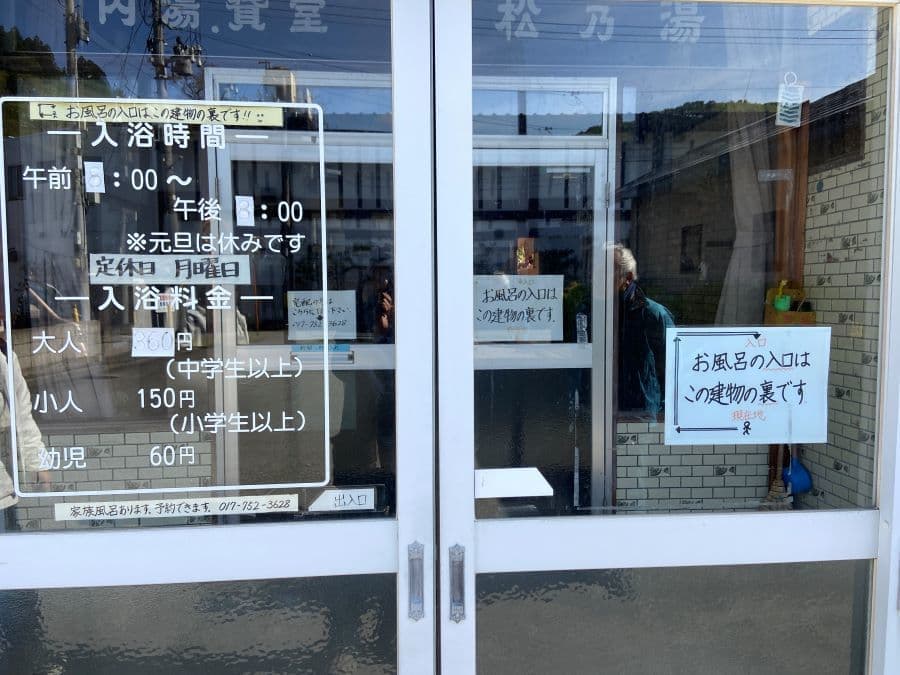 内湯.貸室
松乃湯
お風呂の入口はこの建物の裏です!!
入浴時間
午前 8:00〜
午後 8:00
※元旦は休みです
定休日 月曜日
入浴料金
大人 360円
(中学生以上)
小人 150円
(小学生以上)
幼児 60円
家族風呂あります。予約できます。017-752-3628
出入口
017-752-3628
お風呂の入口は
この建物の裏です.
入口
お風呂の入口は
この建物の裏です
現在地